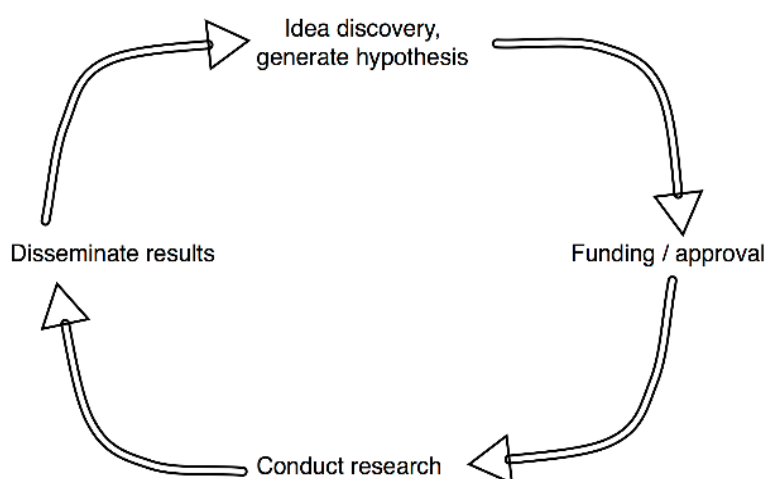 Idea discovery,
generate hypothesis
Disseminate results
Funding / approval
Conduct research